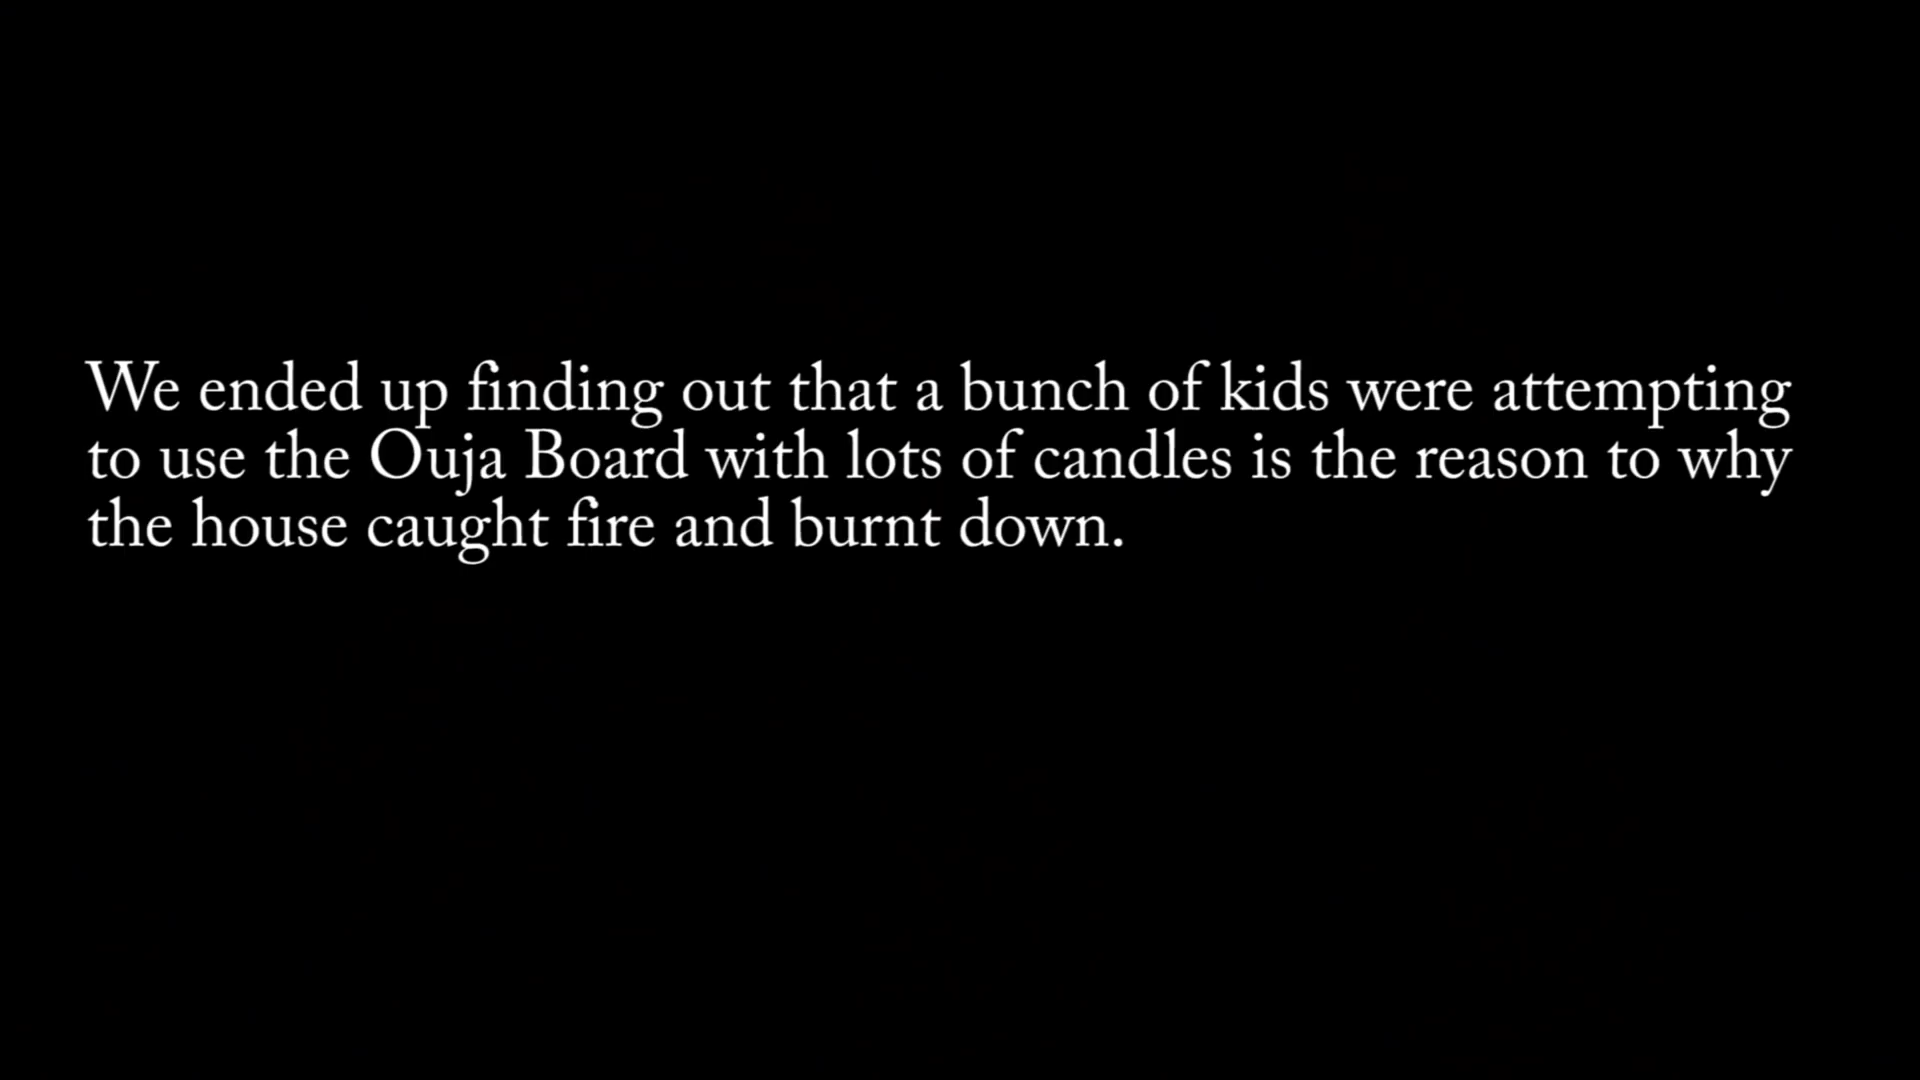 We ended up finding out that a bunch of kids were attempting
to use the Ouja Board with lots of candles is the reason to why
the house caught fire and burnt down.